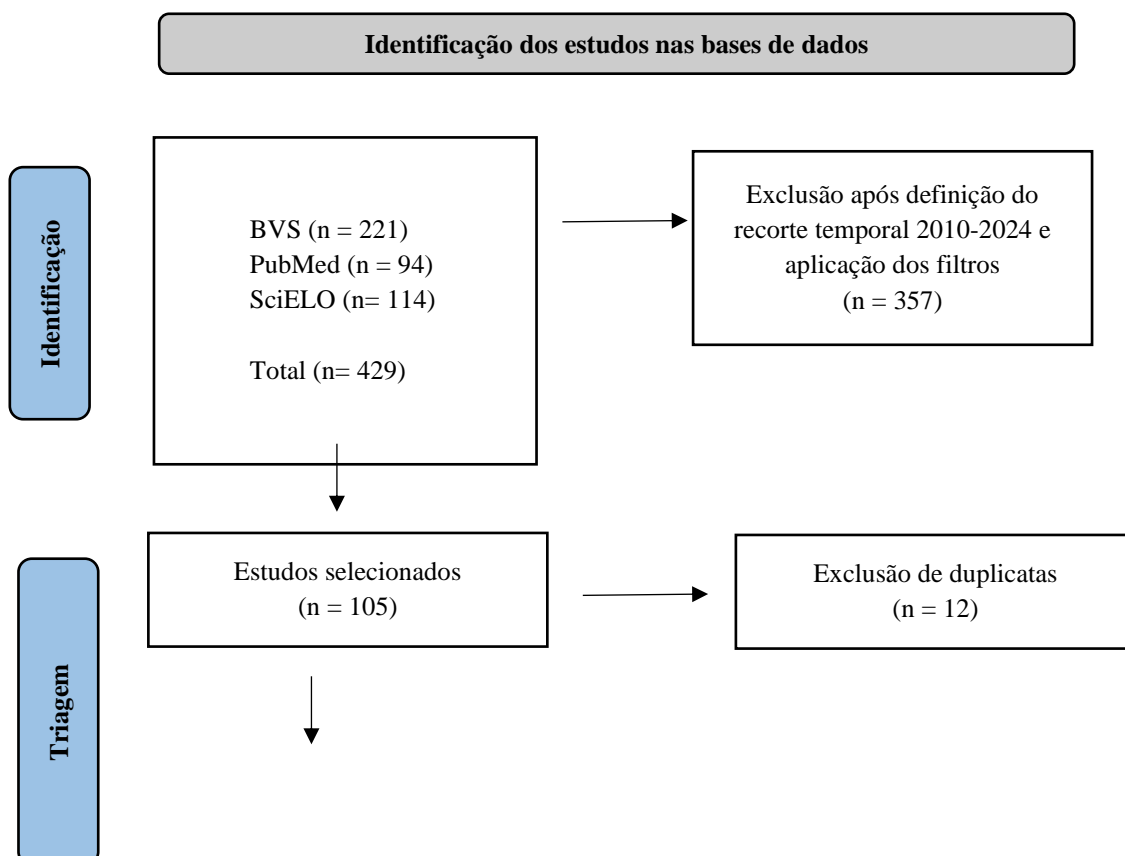 Identificação dos estudos nas bases de dados
Identificação
BVS (n = 221)
PubMed (n = 94)
SciELO (n= 114)
Total (n= 429)
Exclusão após definição do
recorte temporal 2010-2024 e
aplicação dos filtros
(n = 357)
Triagem
Estudos selecionados
(n = 105)
Exclusão de duplicatas
(n = 12)